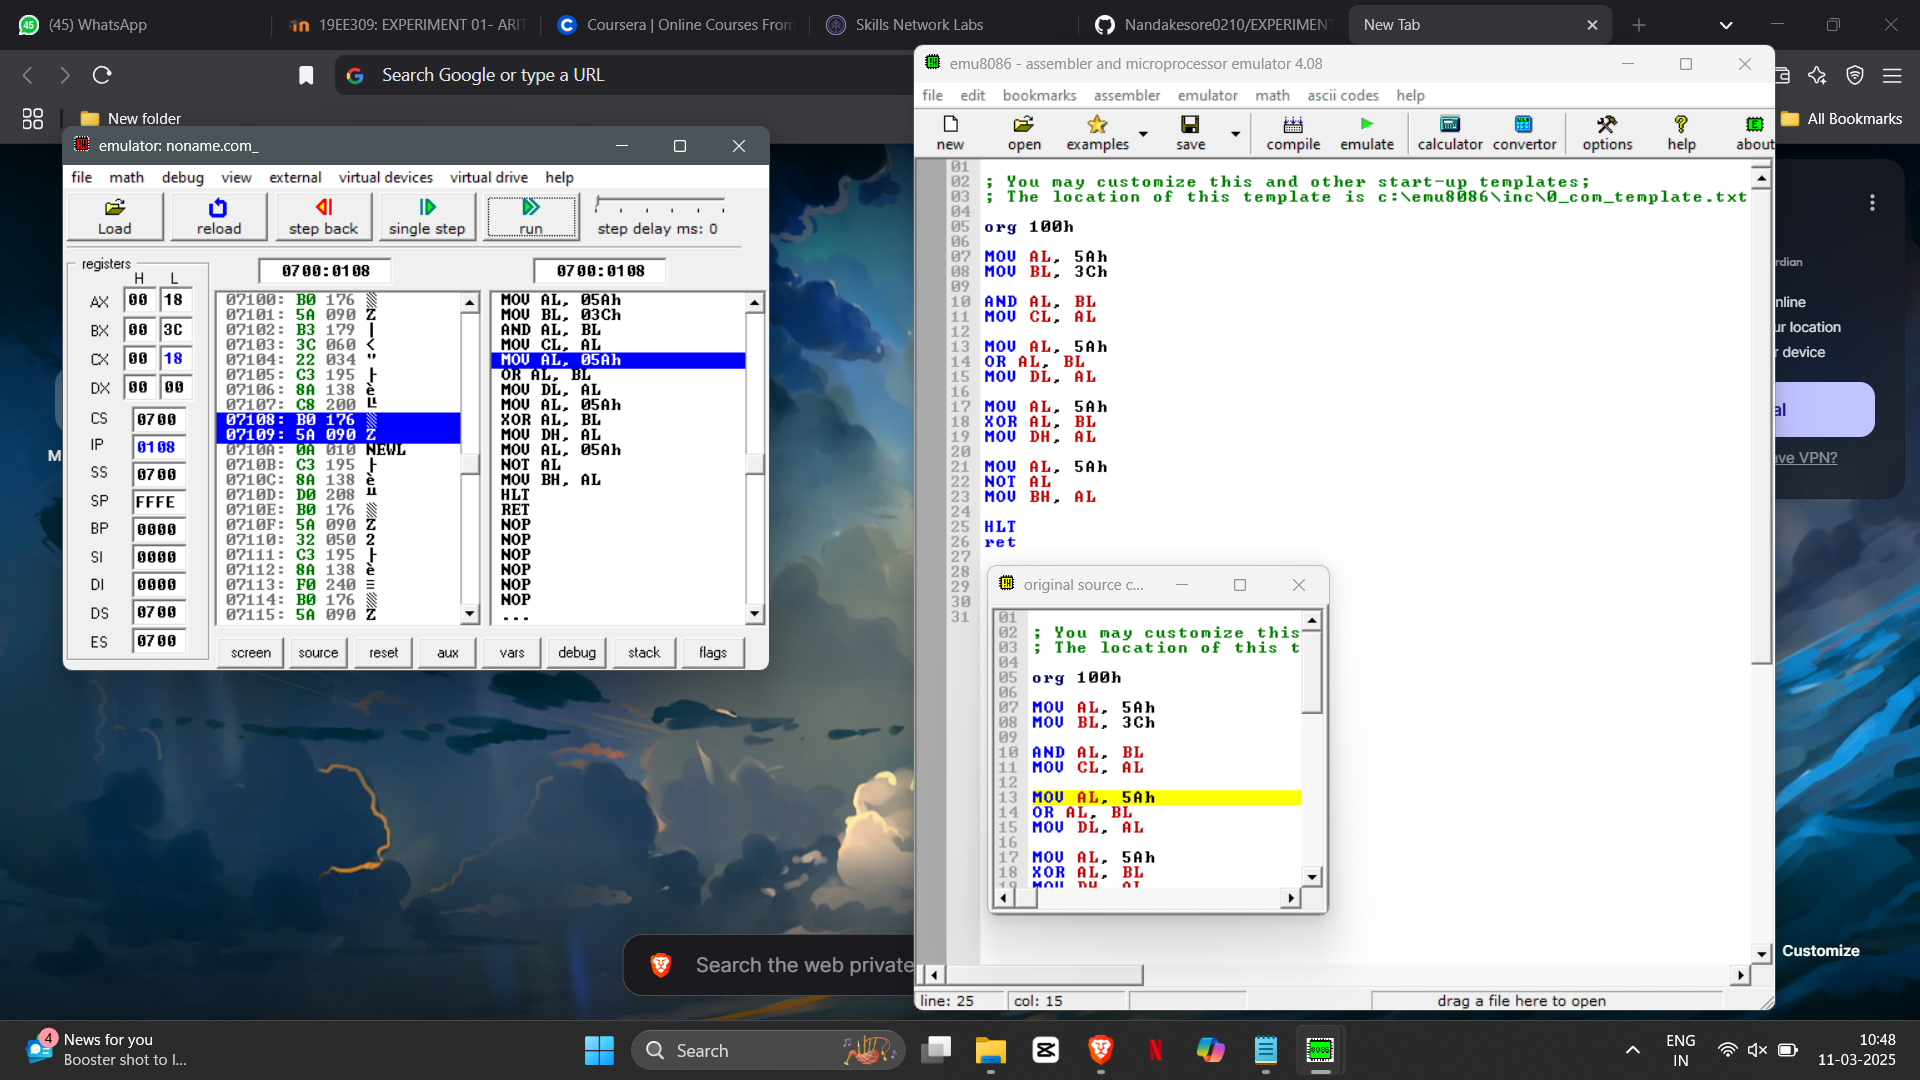 45
(45) WhatsApp
19EE309: EXPERIMENT 01- ARI
Coursera | Online Courses From
Skills Network Labs
Nandakesore0210/EXPERIMEN
New Tab
Search Google or type a URL
New folder
All Bookmarks
emulator: noname.com_
file math debug view external virtual devices virtual drive help
Load reload step back single step run step delay ms: 0
registers
H L
0700:0108 0700:0108
AX 00 18
BX 00 3C
CX 00 18
DX 00 00
CS 0700
IP 0108
SS 0700
SP FFFE
BP 0000
SI 0000
DI 0000
DS 0700
ES 0700
07100: B0 176 ▒
07101: 5A 090 Z
07102: B3 179 │
07103: 3C 060 <
07104: 22 034 "
07105: C3 195 ├
07106: 8A 138 è
07107: C8 200 ╚
07108: B0 176 ▒
07109: 5A 090 Z
0710A: 0A 010 NEWL
0710B: C3 195 ├
0710C: 8A 138 è
0710D: D0 208 ╨
0710E: B0 176 ▒
0710F: 5A 090 Z
07110: 32 050 2
07111: C3 195 ├
07112: 8A 138 è
07113: F0 240 ≡
07114: B0 176 ▒
07115: 5A 090 Z
MOV AL, 05Ah
MOV BL, 03Ch
AND AL, BL
MOV CL, AL
MOV AL, 05Ah
OR AL, BL
MOV DL, AL
MOV AL, 05Ah
XOR AL, BL
MOV DH, AL
MOV AL, 05Ah
NOT AL
MOV BH, AL
HLT
RET
NOP
NOP
NOP
NOP
NOP
NOP
...
screen source reset aux vars debug stack flags
emu8086 - assembler and microprocessor emulator 4.08
file edit bookmarks assembler emulator math ascii codes help
new open examples save compile emulate calculator convertor options help about
01
02 ; You may customize this and other start-up templates;
03 ; The location of this template is c:\emu8086\inc\0_com_template.txt
04
05 org 100h
06
07 MOV AL, 5Ah
08 MOV BL, 3Ch
09
10 AND AL, BL
11 MOV CL, AL
12
13 MOV AL, 5Ah
14 OR AL, BL
15 MOV DL, AL
16
17 MOV AL, 5Ah
18 XOR AL, BL
19 MOV DH, AL
20
21 MOV AL, 5Ah
22 NOT AL
23 MOV BH, AL
24
25 HLT
26 ret
27
28
29
30
31
original source c...
01
02 ; You may customize this
03 ; The location of this t
04
05 org 100h
06
07 MOV AL, 5Ah
08 MOV BL, 3Ch
09
10 AND AL, BL
11 MOV CL, AL
12
13 MOV AL, 5Ah
14 OR AL, BL
15 MOV DL, AL
16
17 MOV AL, 5Ah
18 XOR AL, BL
19 MOV DH, AL
line: 25 col: 15 drag a file here to open
rdian
nline
ur location
r device
al
ave VPN?
M
Search the web private
Customize
4
News for you
Booster shot to I...
Search
ENG
IN
10:48
11-03-2025